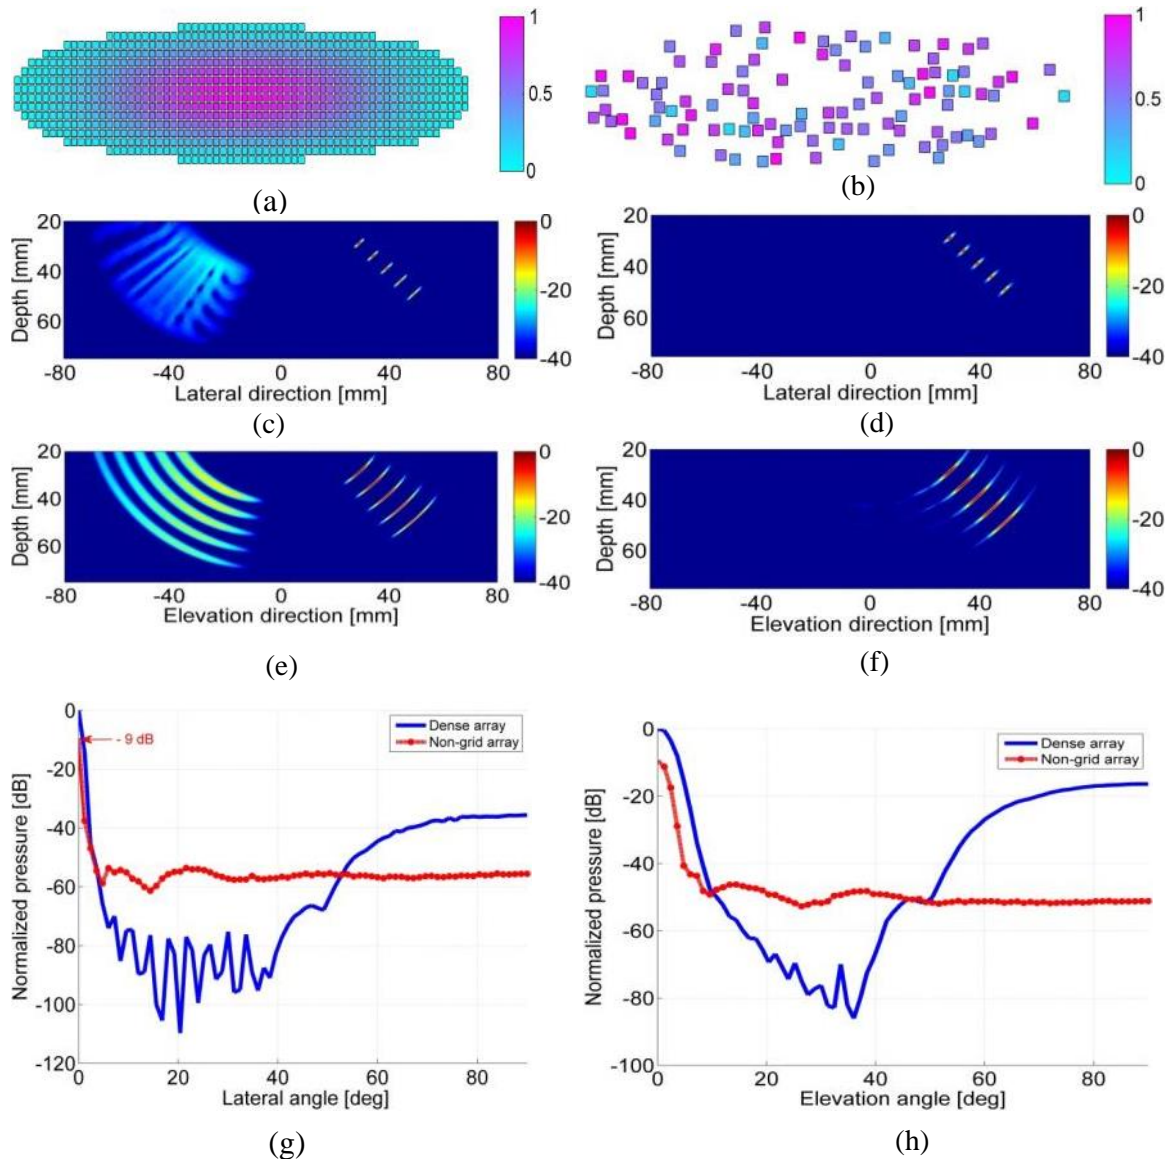 1
0.5
0
(a)
1
0.5
0
(b)
20
40
60
Depth [mm]
-80
-40
0
40
80
Lateral direction [mm]
0
-20
-40
(c)
20
40
60
Depth [mm]
-80
-40
0
40
80
Lateral direction [mm]
0
-20
-40
(d)
20
40
60
Depth [mm]
-80
-40
0
40
80
Elevation direction [mm]
0
-20
-40
(e)
20
40
60
Depth [mm]
-80
-40
0
40
80
Elevation direction [mm]
0
-20
-40
(f)
0
-20
-40
-60
-80
-100
-120
Normalized pressure [dB]
- 9 dB
Dense array
Non-grid array
0
20
40
60
80
Lateral angle [deg]
(g)
0
-20
-40
-60
-80
-100
Normalized pressure [dB]
Dense array
Non-grid array
0
20
40
60
80
Elevation angle [deg]
(h)